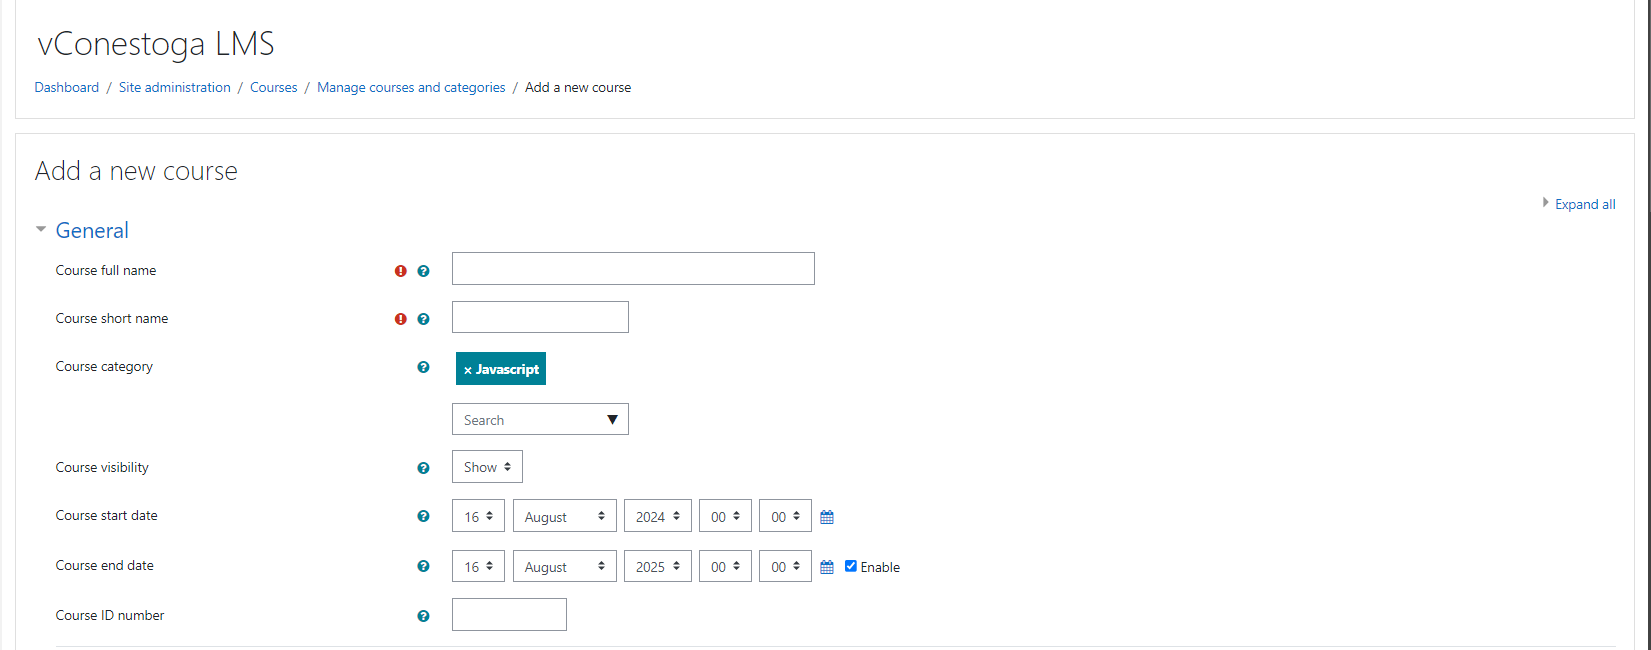 vConestoga LMS
Dashboard / Site administration / Courses / Manage courses and categories / Add a new course
Add a new course
Expand all
General
Course full name
Course short name
Course category
× Javascript
Search
Course visibility
Show
Course start date
16 August 2024 00 00
Course end date
16 August 2025 00 00 Enable
Course ID number